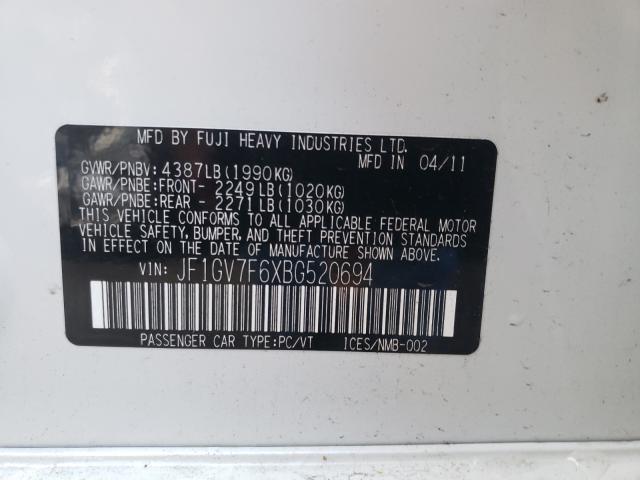 MFD BY FUJI HEAVY INDUSTRIES LTD.
MFD IN 04/11
GVWR/PNBV: 4387LB(1990KG)
GAWR/PNBE:FRONT- 2249LB(1020KG)
GAWR/PNBE:REAR - 2271LB(1030KG)
THIS VEHICLE CONFORMS TO ALL APPLICABLE FEDERAL MOTOR
VEHICLE SAFETY, BUMPER, AND THEFT PREVENTION STANDARDS
IN EFFECT ON THE DATE OF MANUFACTURE SHOWN ABOVE.
VIN: JF1GV7F6XBG520694
PASSENGER CAR TYPE:PC/VT ICES/NMB-002